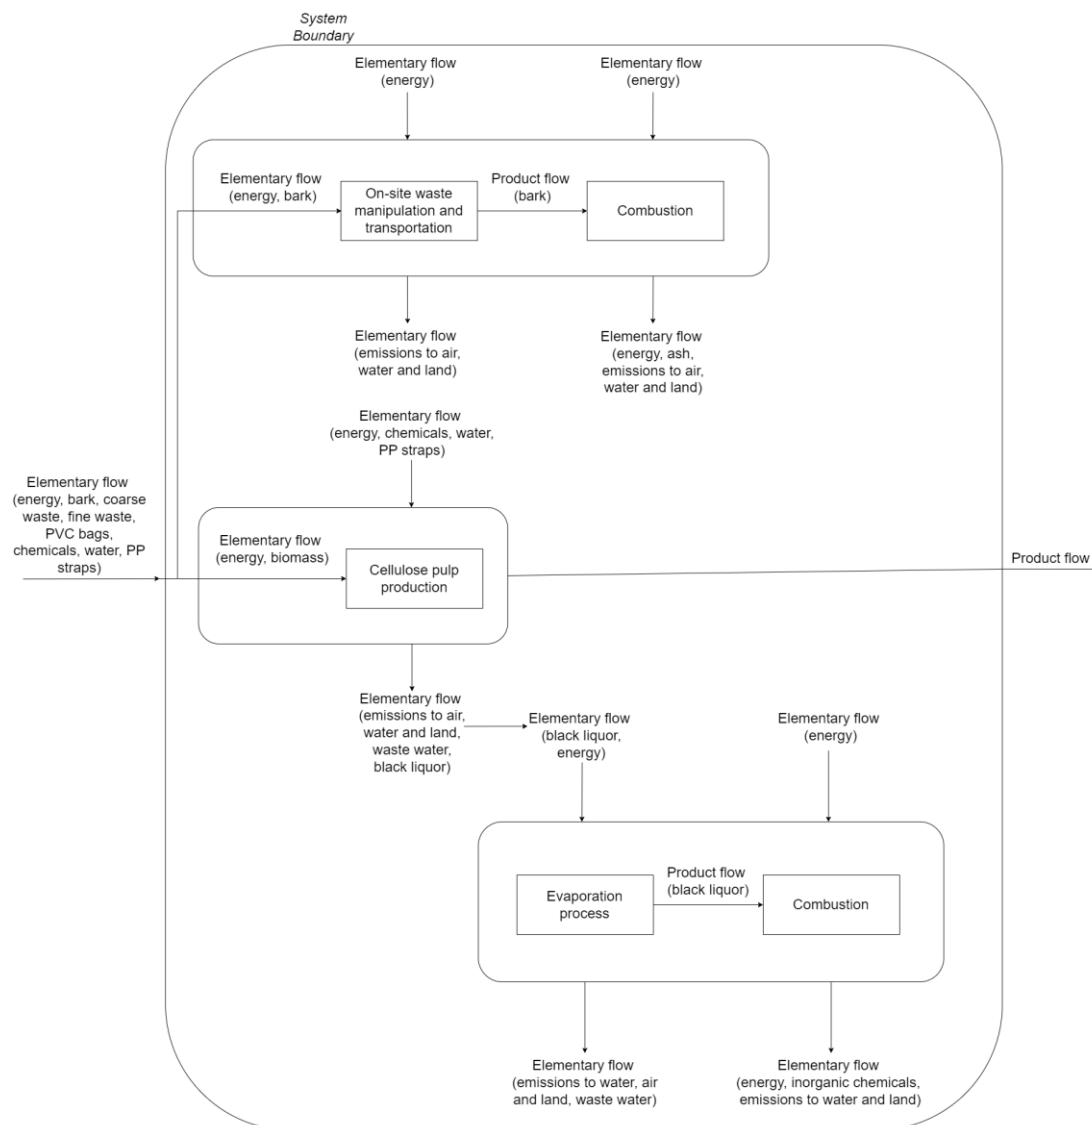 System
Boundary
Elementary flow
(energy)
Elementary flow
(energy)
Elementary flow
(energy, bark)
On-site waste
manipulation and
transportation
Product flow
(bark)
Combustion
Elementary flow
(emissions to air,
water and land)
Elementary flow
(energy, ash,
emissions to air,
water and land)
Elementary flow
(energy, chemicals, water,
PP straps)
Elementary flow
(energy, bark, coarse
waste, fine waste,
PVC bags,
chemicals, water, PP
straps)
Elementary flow
(energy, biomass)
Cellulose pulp
production
Product flow
Elementary flow
(emissions to air,
water and land,
waste water,
black liquor)
Elementary flow
(black liquor,
energy)
Elementary flow
(energy)
Evaporation
process
Product flow
(black liquor)
Combustion
Elementary flow
(emissions to water, air
and land, waste water)
Elementary flow
(energy, inorganic chemicals,
emissions to water and land)